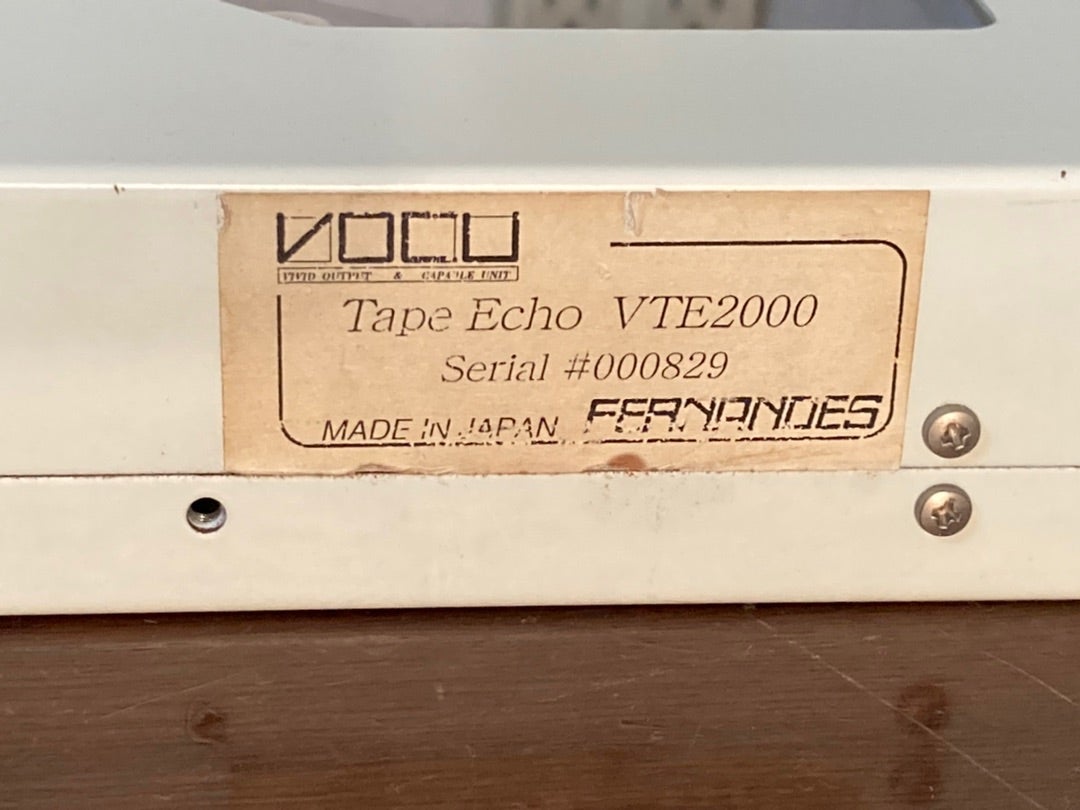 VOCU
VIVID OUTPUT & CAPABLE UNIT
Tape Echo VTE2000
Serial #000829
MADE IN JAPAN FERNANDES